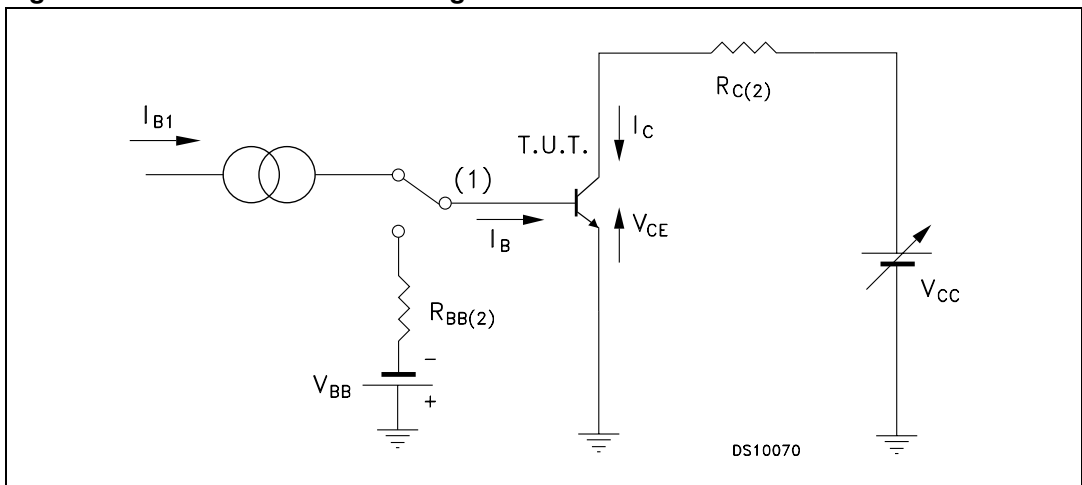 R_C(2)
I_B1
I_C
T.U.T.
(1)
I_B
V_CE
V_CC
R_BB(2)
−
V_BB
+
DS10070